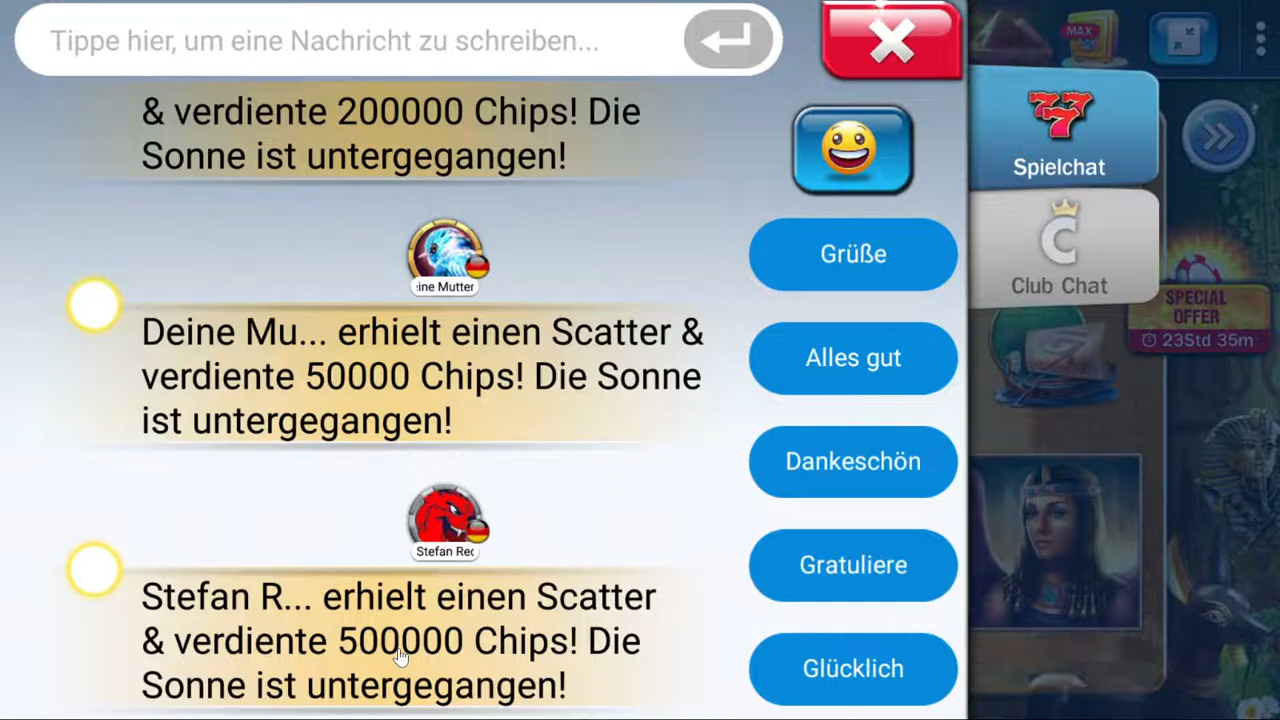 Tippe hier, um eine Nachricht zu schreiben...
& verdiente 200000 Chips! Die
Sonne ist untergegangen!
ine Mutter
Deine Mu... erhielt einen Scatter &
verdiente 50000 Chips! Die Sonne
ist untergegangen!
Stefan Rec
Stefan R... erhielt einen Scatter
& verdiente 500000 Chips! Die
Sonne ist untergegangen!
Grüße
Alles gut
Dankeschön
Gratuliere
Glücklich
MAX
777
Spielchat
C
Club Chat
SPECIAL
OFFER
23Std 35m